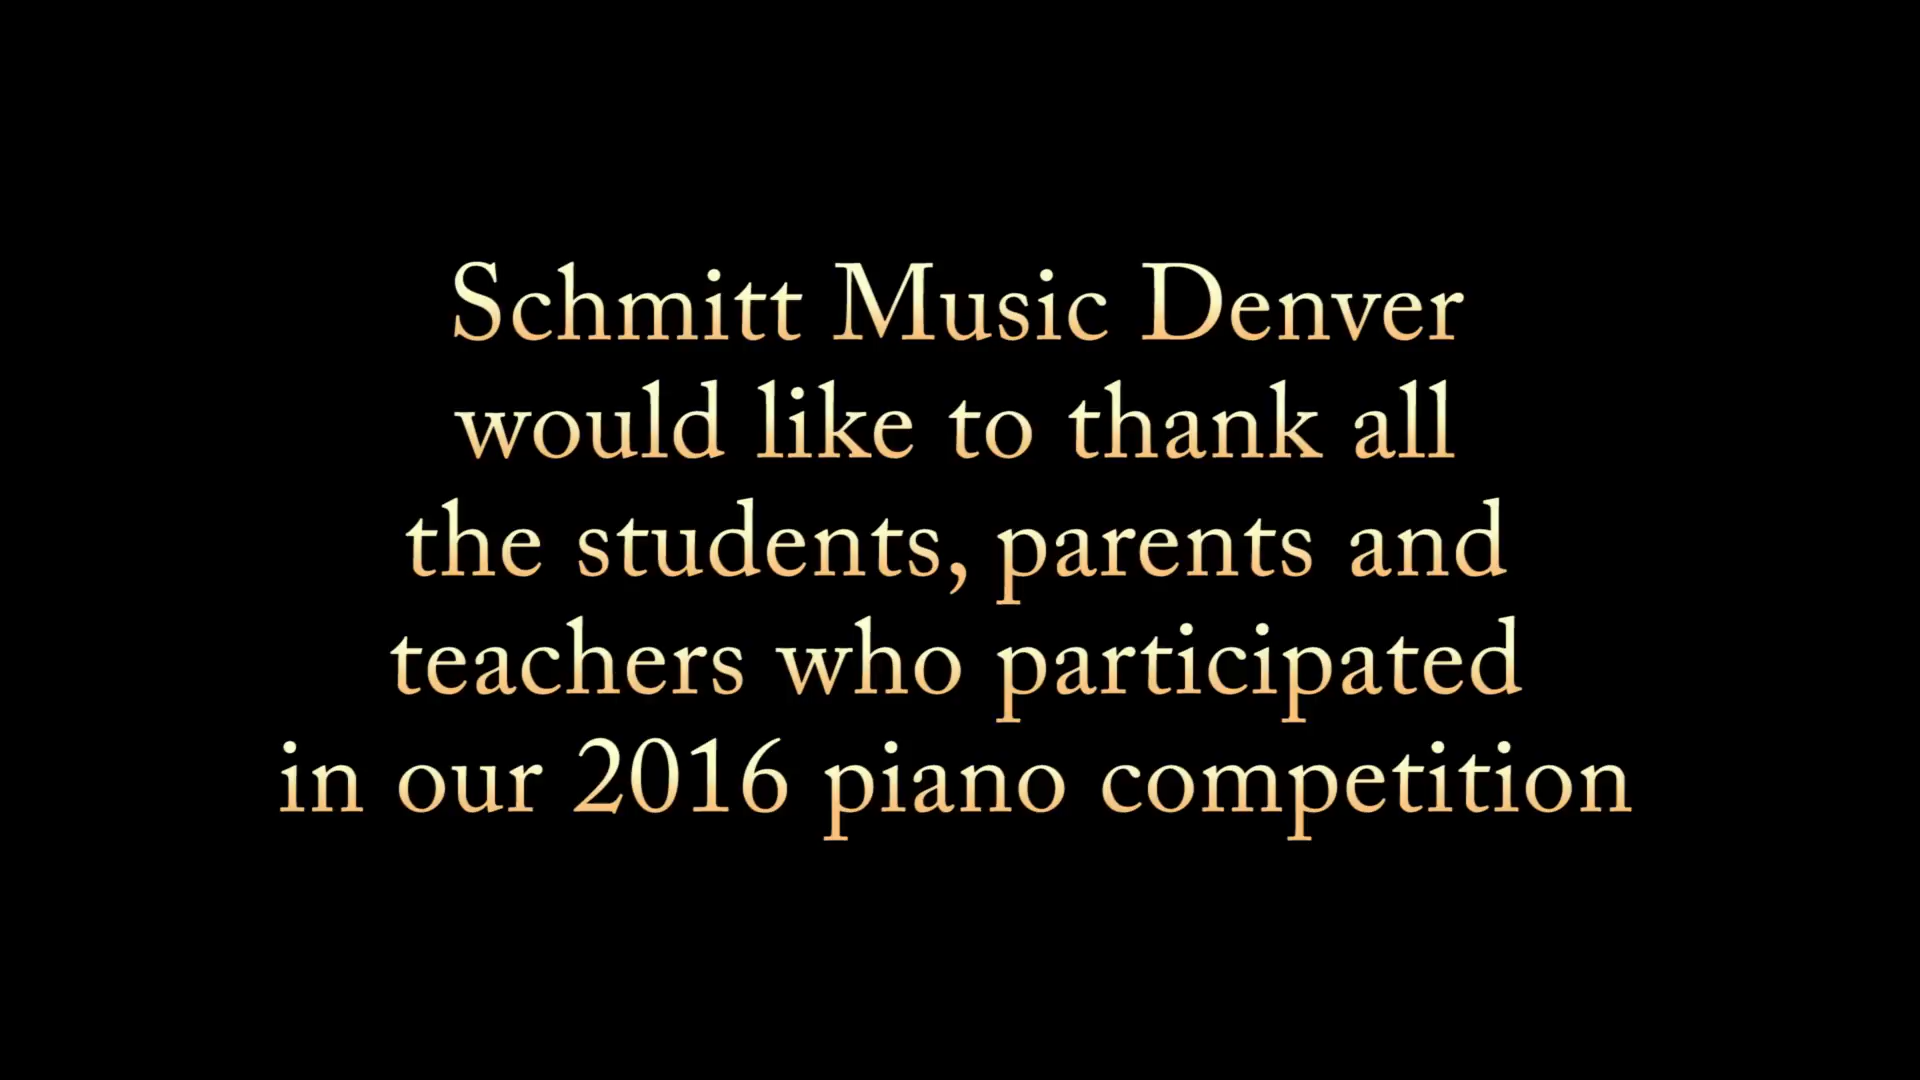 Schmitt Music Denver
would like to thank all
the students, parents and
teachers who participated
in our 2016 piano competition